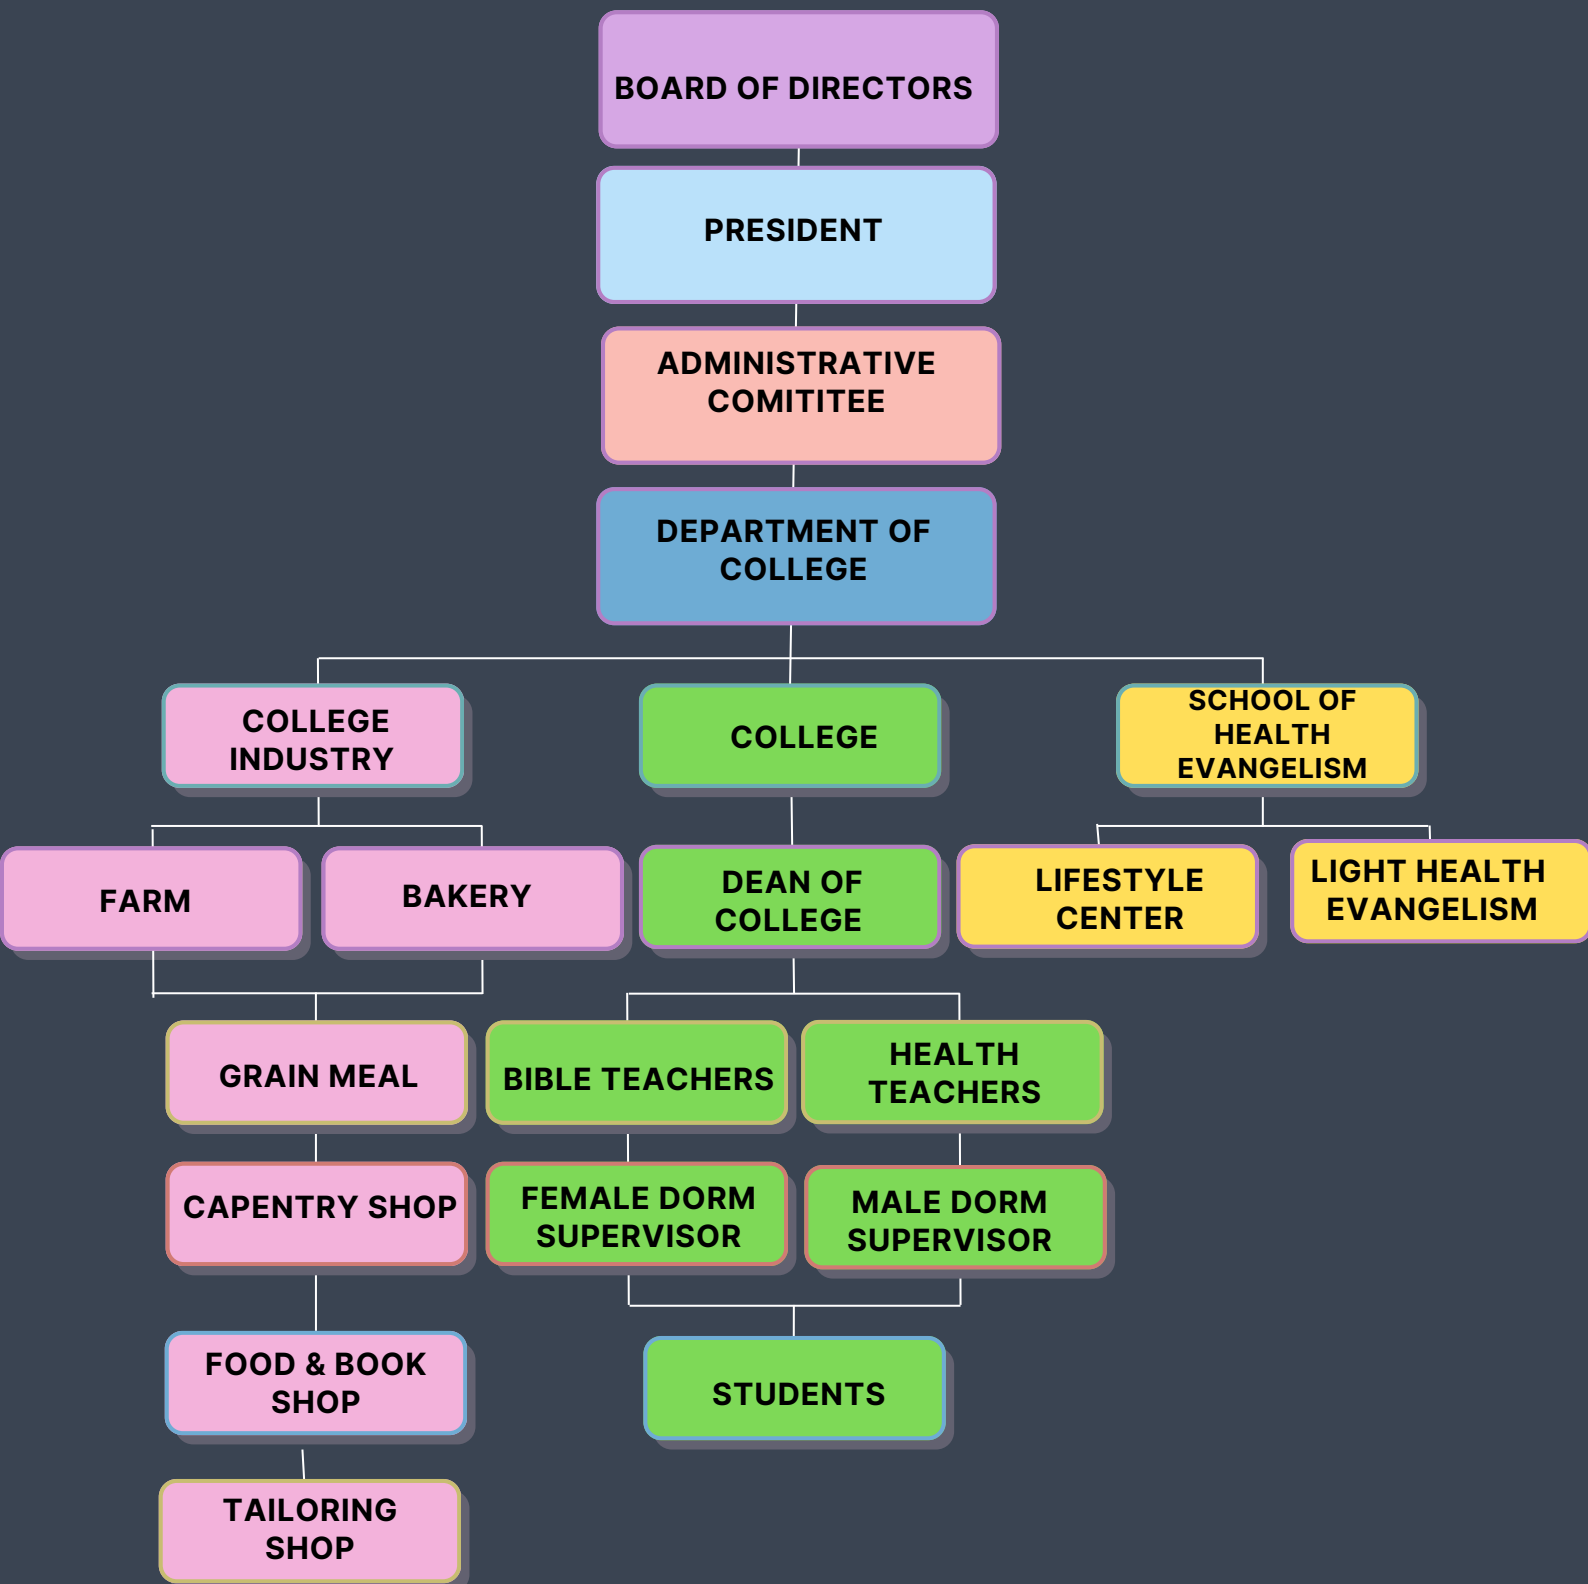 BOARD OF DIRECTORS
PRESIDENT
ADMINISTRATIVE
COMITITEE
DEPARTMENT OF
COLLEGE
COLLEGE
INDUSTRY
COLLEGE
SCHOOL OF
HEALTH
EVANGELISM
FARM
BAKERY
DEAN OF
COLLEGE
LIFESTYLE
CENTER
LIGHT HEALTH
EVANGELISM
GRAIN MEAL
BIBLE TEACHERS
HEALTH
TEACHERS
CAPENTRY SHOP
FEMALE DORM
SUPERVISOR
MALE DORM
SUPERVISOR
FOOD & BOOK
SHOP
STUDENTS
TAILORING
SHOP